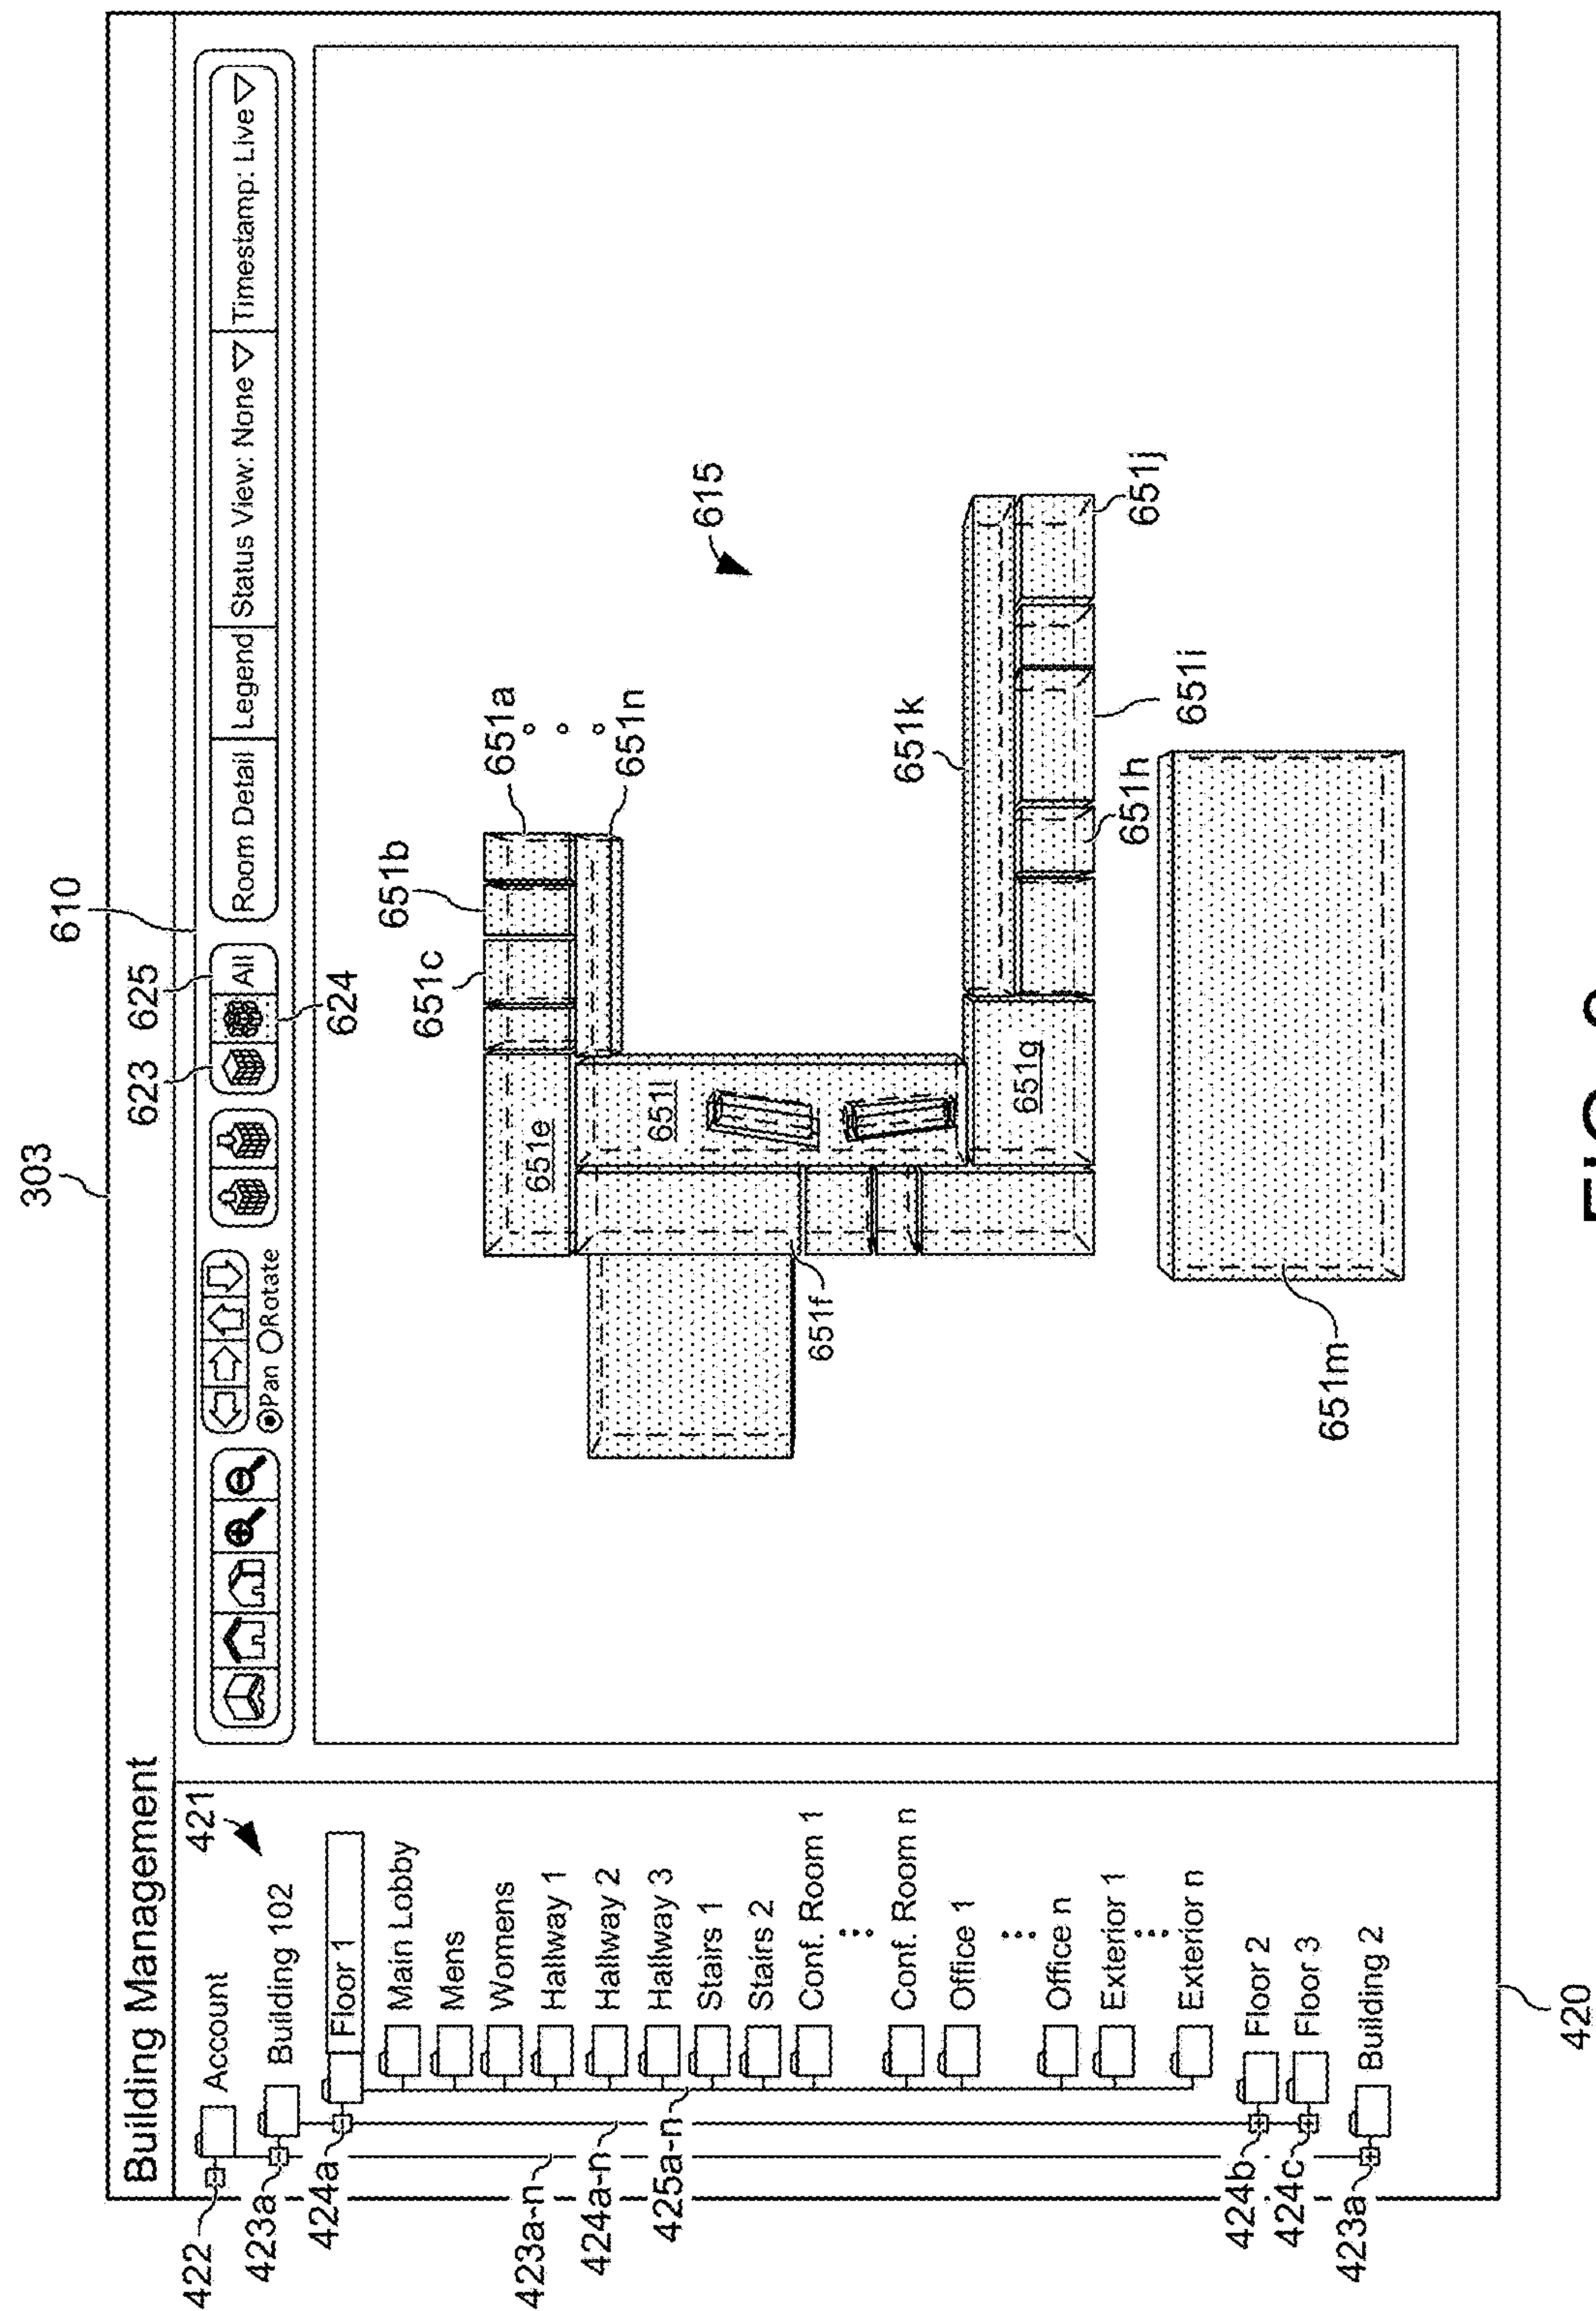 303
Building Management
610
623 625
624
Pan Rotate
All
Room Detail
Legend
Status View: None
Timestamp: Live
421
422
Account
423a
Building 102
424a
Floor 1
Main Lobby
Mens
Womens
Hallway 1
Hallway 2
Hallway 3
Stairs 1
Stairs 2
Conf. Room 1
Conf. Room n
Office 1
Office n
Exterior 1
Exterior n
423a-n
424a-n
425a-n
424b
Floor 2
424c
Floor 3
423a
Building 2
420
651c
651b
651a
651n
615
651e
651l
651f
651g
651k
651j
651i
651h
651m